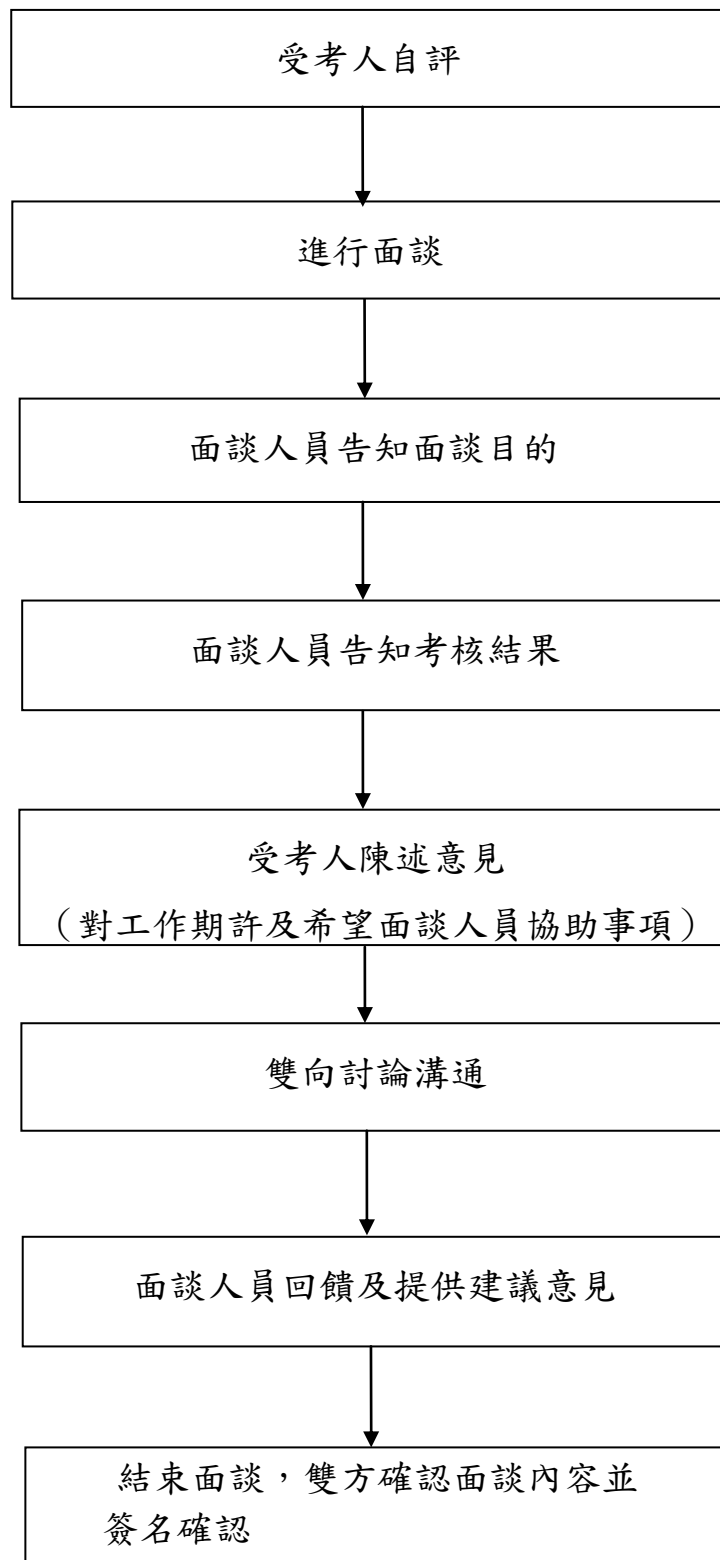 受考人自評
進行面談
面談人員告知面談目的
面談人員告知考核結果
受考人陳述意見
（對工作期許及希望面談人員協助事項）
雙向討論溝通
面談人員回饋及提供建議意見
結束面談，雙方確認面談內容並
簽名確認